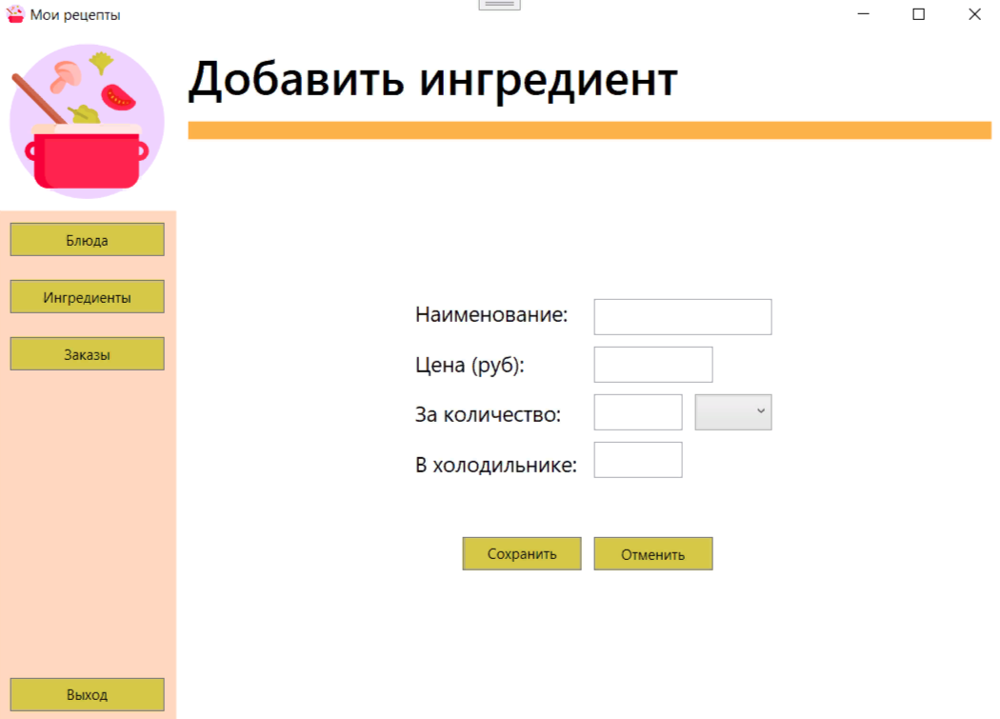 Мои рецепты
Добавить ингредиент
Блюда
Ингредиенты
Заказы
Наименование:
Цена (руб):
За количество:
В холодильнике:
Сохранить
Отменить
Выход